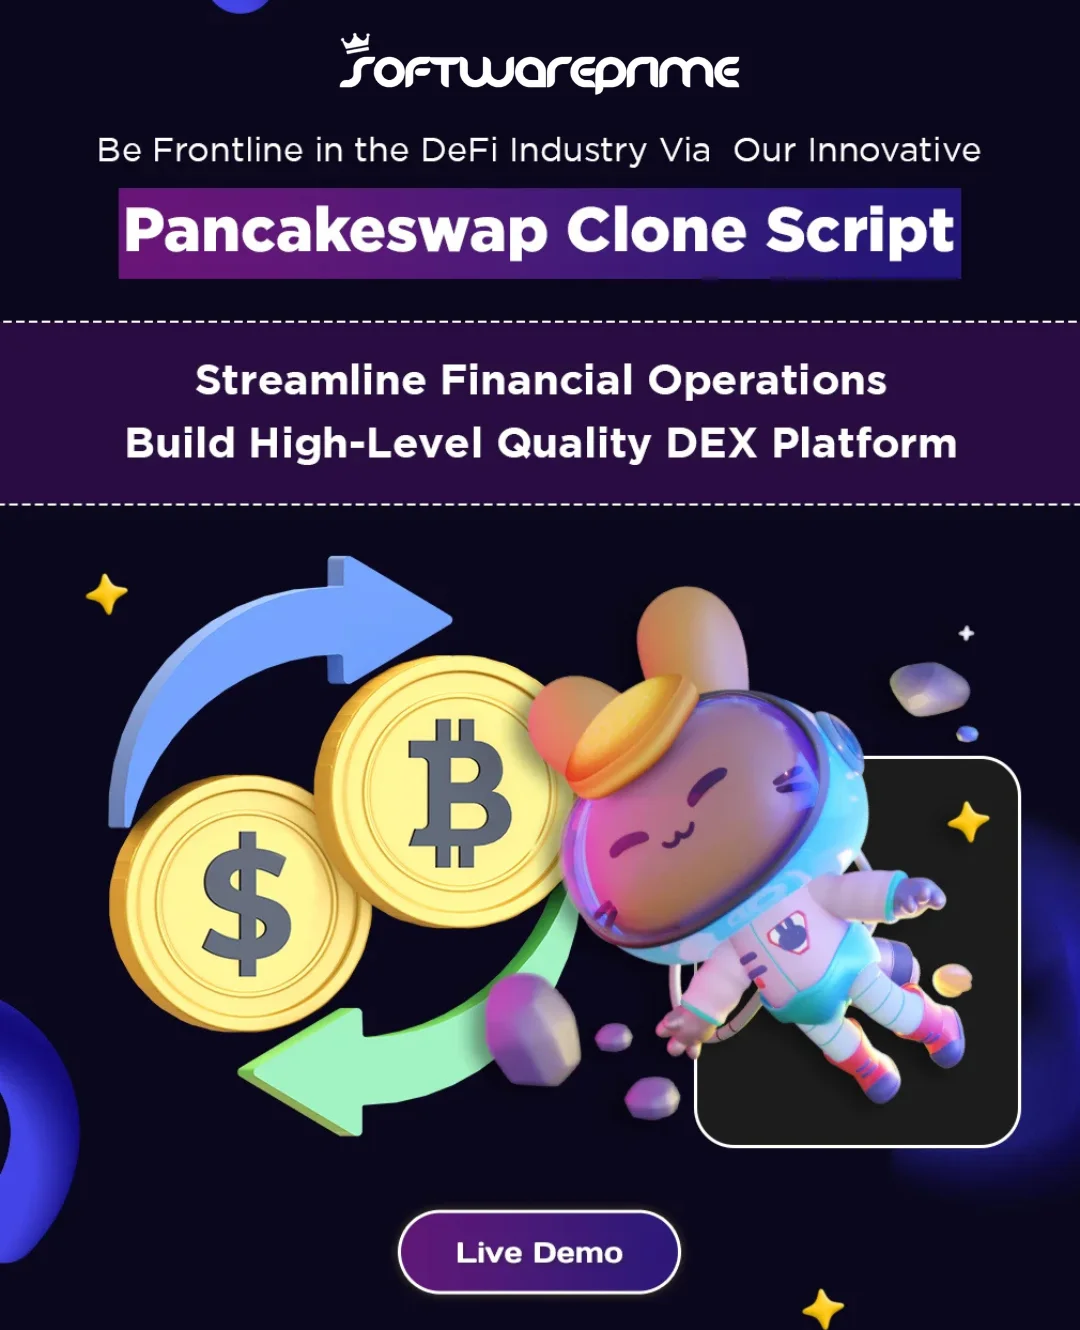 Softwareprime
Be Frontline in the DeFi Industry Via Our Innovative
Pancakeswap Clone Script
Streamline Financial Operations
Build High-Level Quality DEX Platform
₿
$
Live Demo